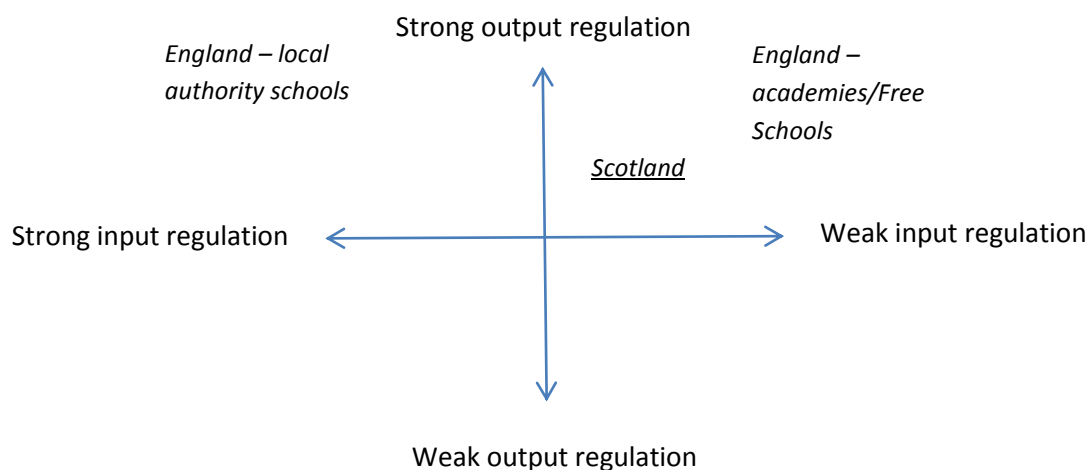 Strong output regulation
England – local
authority schools
England –
academies/Free
Schools
Scotland
Strong input regulation
Weak input regulation
Weak output regulation